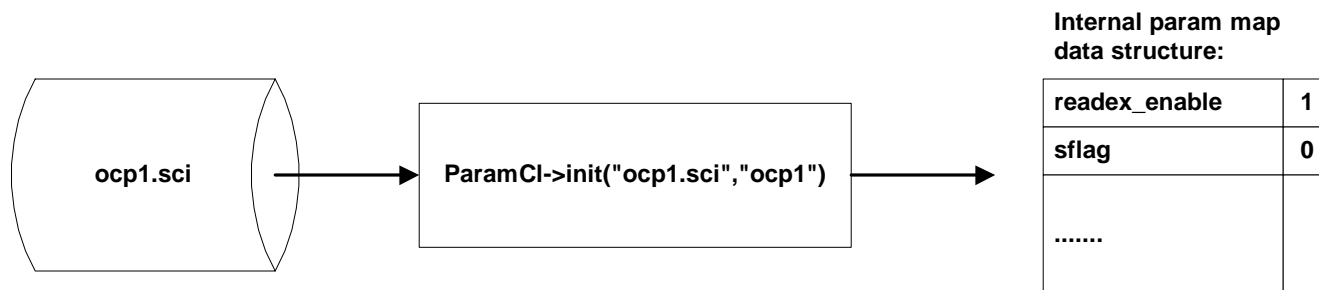 Internal param map
data structure:
ocp1.sci
ParamCl->init("ocp1.sci","ocp1")
readex_enable 1
sflag 0
.......